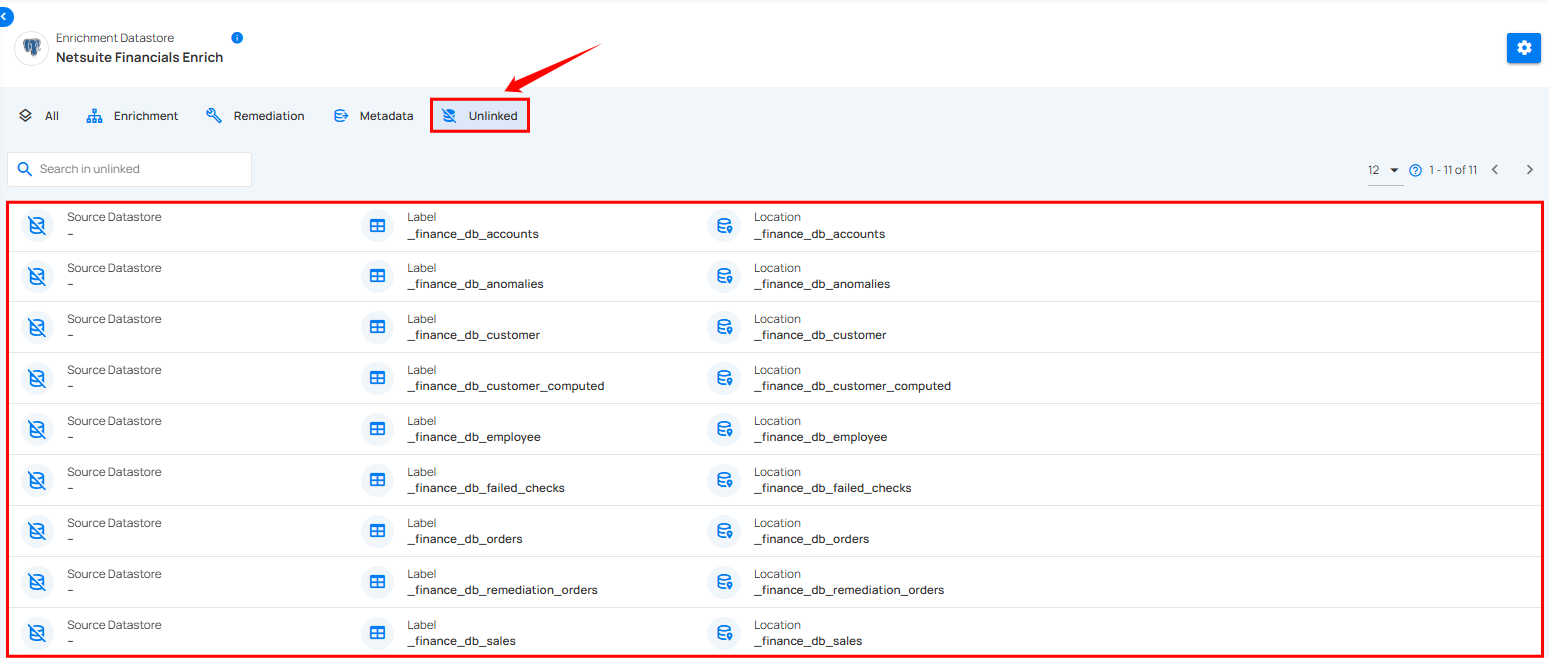 Enrichment Datastore
Netsuite Financials Enrich
All Enrichment Remediation Metadata Unlinked
Search in unlinked
12 1 - 11 of 11
Source Datastore Label Location
– _finance_db_accounts _finance_db_accounts
Source Datastore Label Location
– _finance_db_anomalies _finance_db_anomalies
Source Datastore Label Location
– _finance_db_customer _finance_db_customer
Source Datastore Label Location
– _finance_db_customer_computed _finance_db_customer_computed
Source Datastore Label Location
– _finance_db_employee _finance_db_employee
Source Datastore Label Location
– _finance_db_failed_checks _finance_db_failed_checks
Source Datastore Label Location
– _finance_db_orders _finance_db_orders
Source Datastore Label Location
– _finance_db_remediation_orders _finance_db_remediation_orders
Source Datastore Label Location
– _finance_db_sales _finance_db_sales